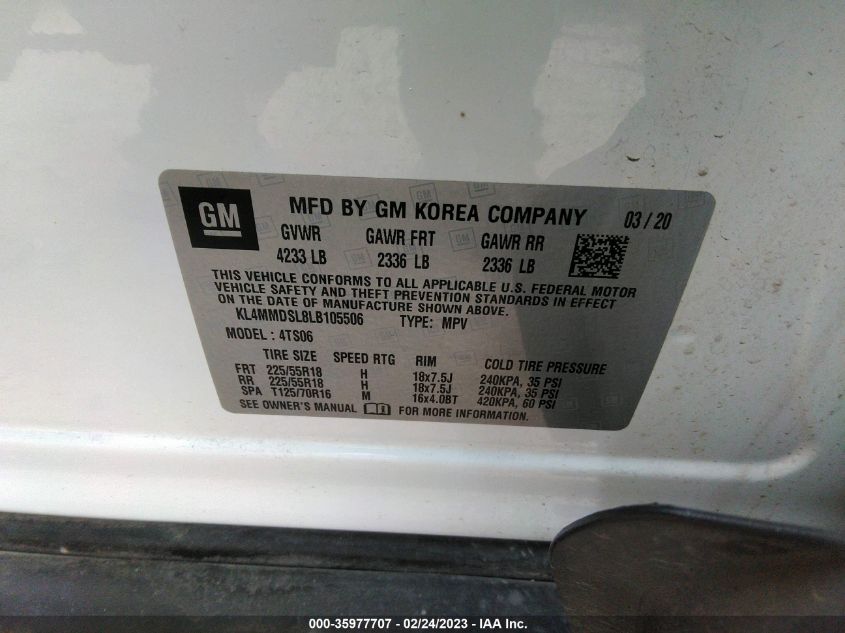 GM
MFD BY GM KOREA COMPANY 03/20
GVWR GAWR FRT GAWR RR
4233 LB 2336 LB 2336 LB
THIS VEHICLE CONFORMS TO ALL APPLICABLE U.S. FEDERAL MOTOR
VEHICLE SAFETY AND THEFT PREVENTION STANDARDS IN EFFECT
ON THE DATE OF MANUFACTURE SHOWN ABOVE.
KL4MMDSL8LB105506 TYPE: MPV
MODEL: 4TS06
TIRE SIZE SPEED RTG RIM COLD TIRE PRESSURE
FRT 225/55R18 H 18x7.5J 240KPA, 35 PSI
RR 225/55R18 H 18x7.5J 240KPA, 35 PSI
SPA T125/70R16 M 16x4.0BT 420KPA, 60 PSI
SEE OWNER'S MANUAL FOR MORE INFORMATION.
000-35977707 - 02/24/2023 - IAA Inc.